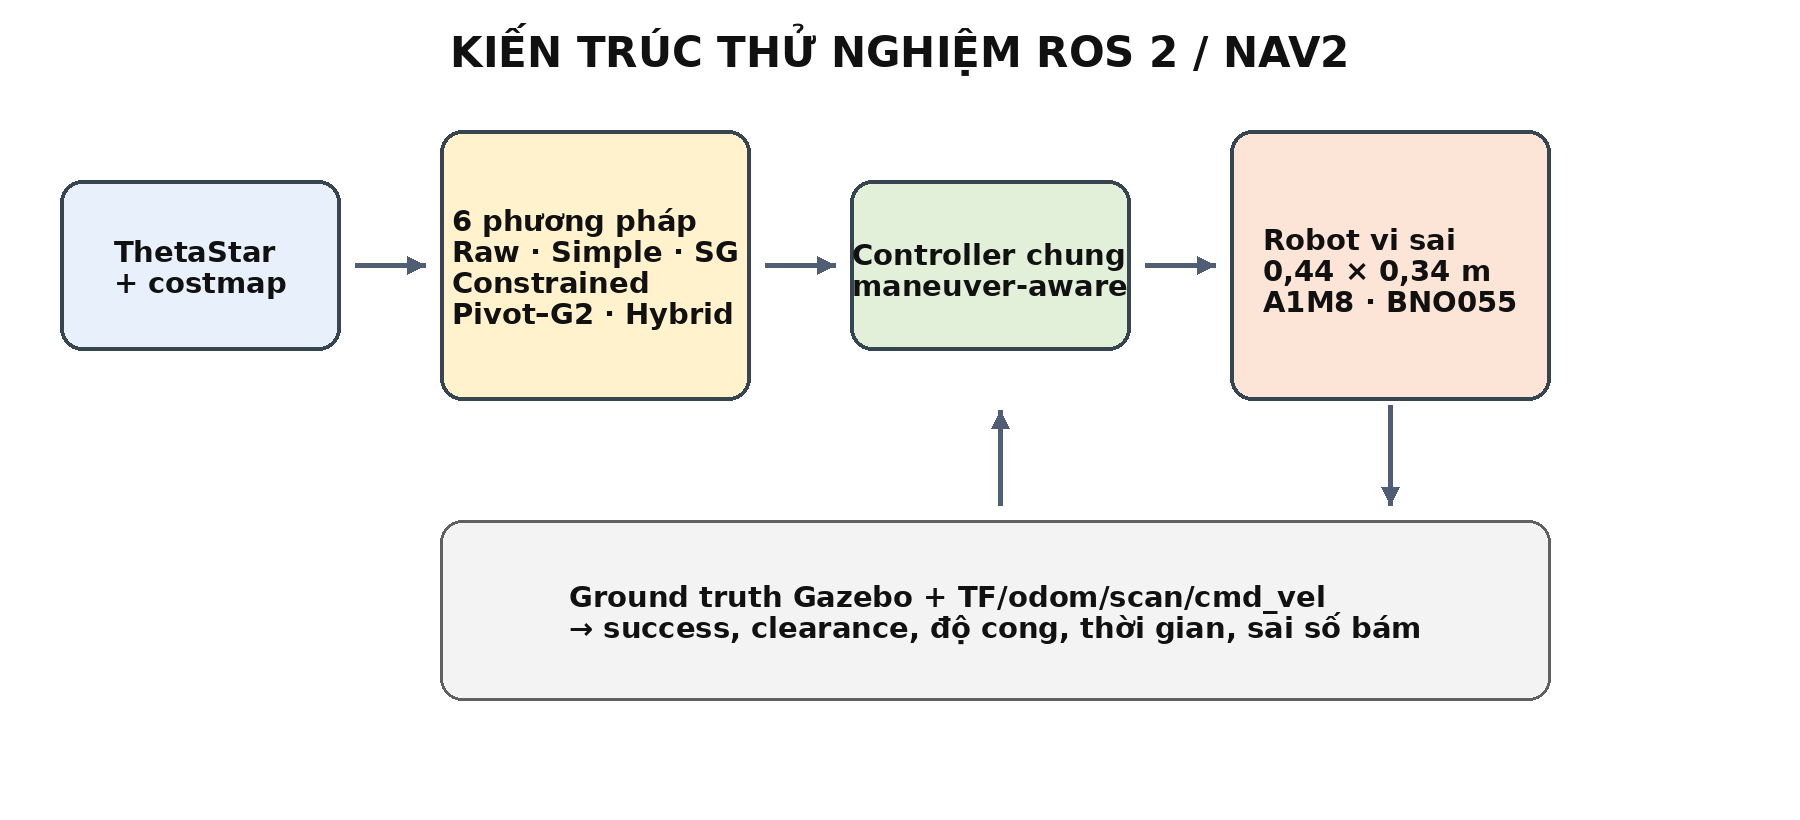 KIẾN TRÚC THỬ NGHIỆM ROS 2 / NAV2
ThetaStar
+ costmap
6 phương pháp
Raw · Simple · SG
Constrained
Pivot–G2 · Hybrid
Controller chung
maneuver-aware
Robot vi sai
0,44 × 0,34 m
A1M8 · BNO055
Ground truth Gazebo + TF/odom/scan/cmd_vel
→ success, clearance, độ cong, thời gian, sai số bám